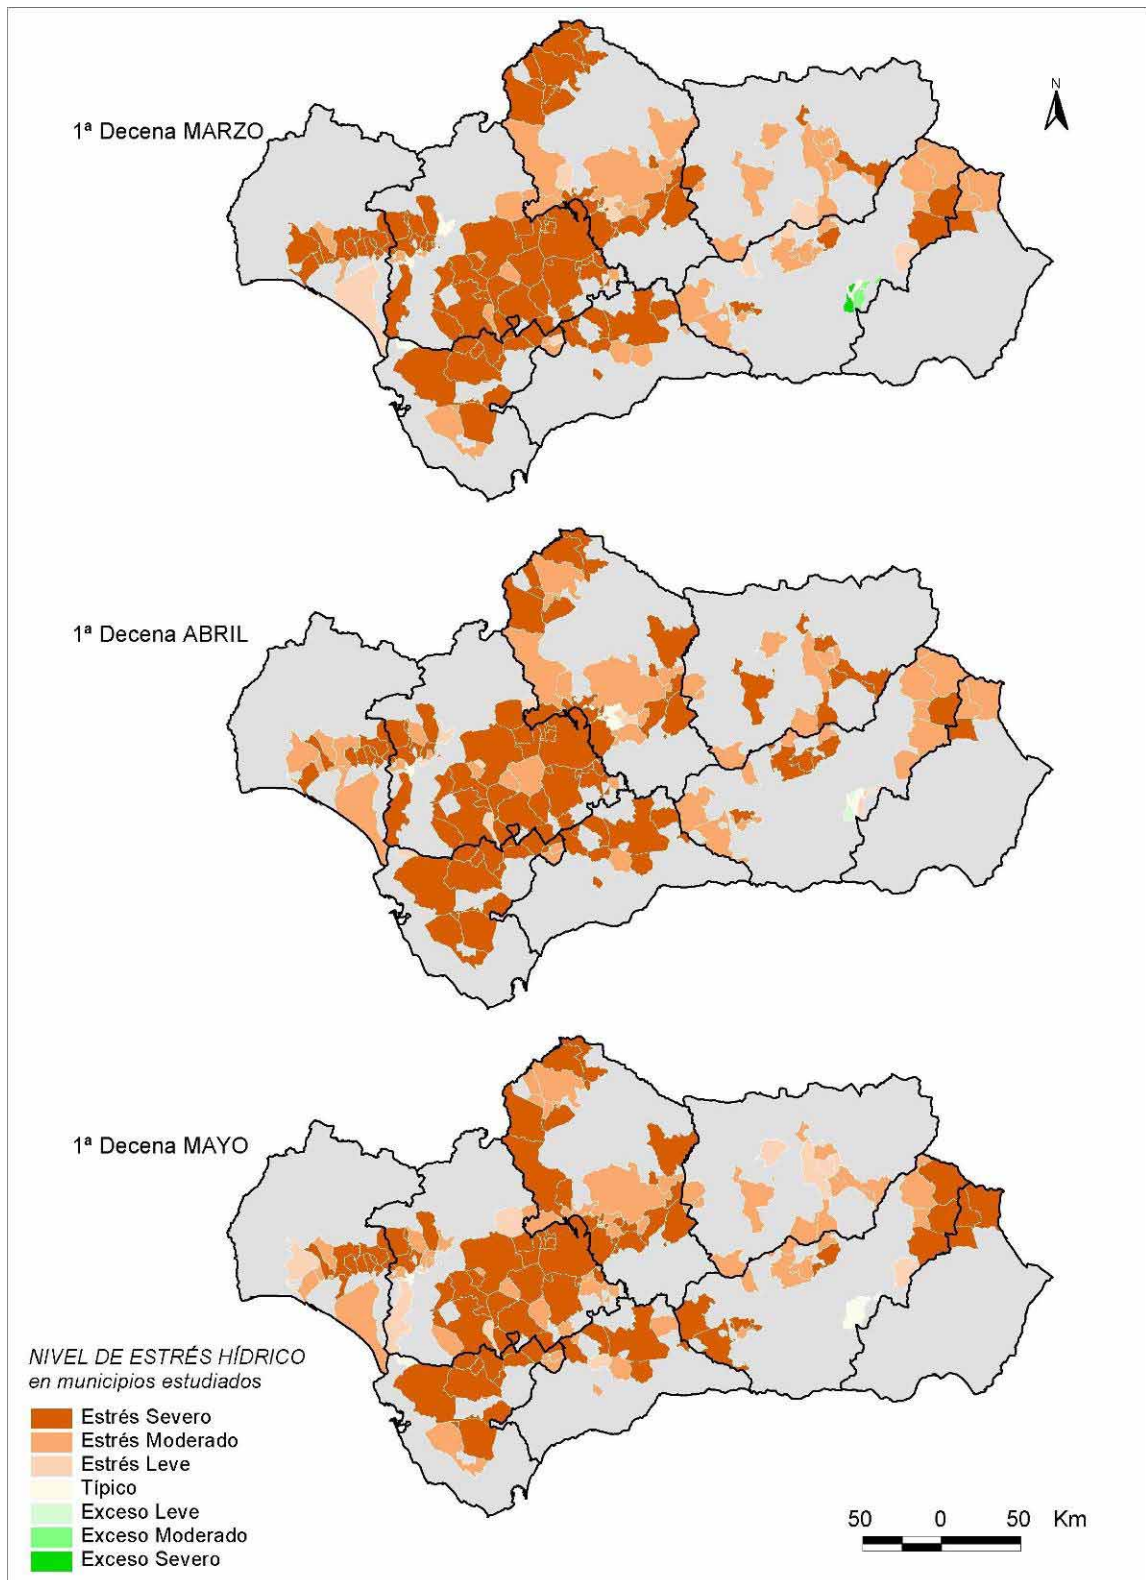 N
1ª Decena MARZO
1ª Decena ABRIL
1ª Decena MAYO
NIVEL DE ESTRÉS HÍDRICO
en municipios estudiados
Estrés Severo
Estrés Moderado
Estrés Leve
Típico
Exceso Leve
Exceso Moderado
Exceso Severo
50 0 50 Km